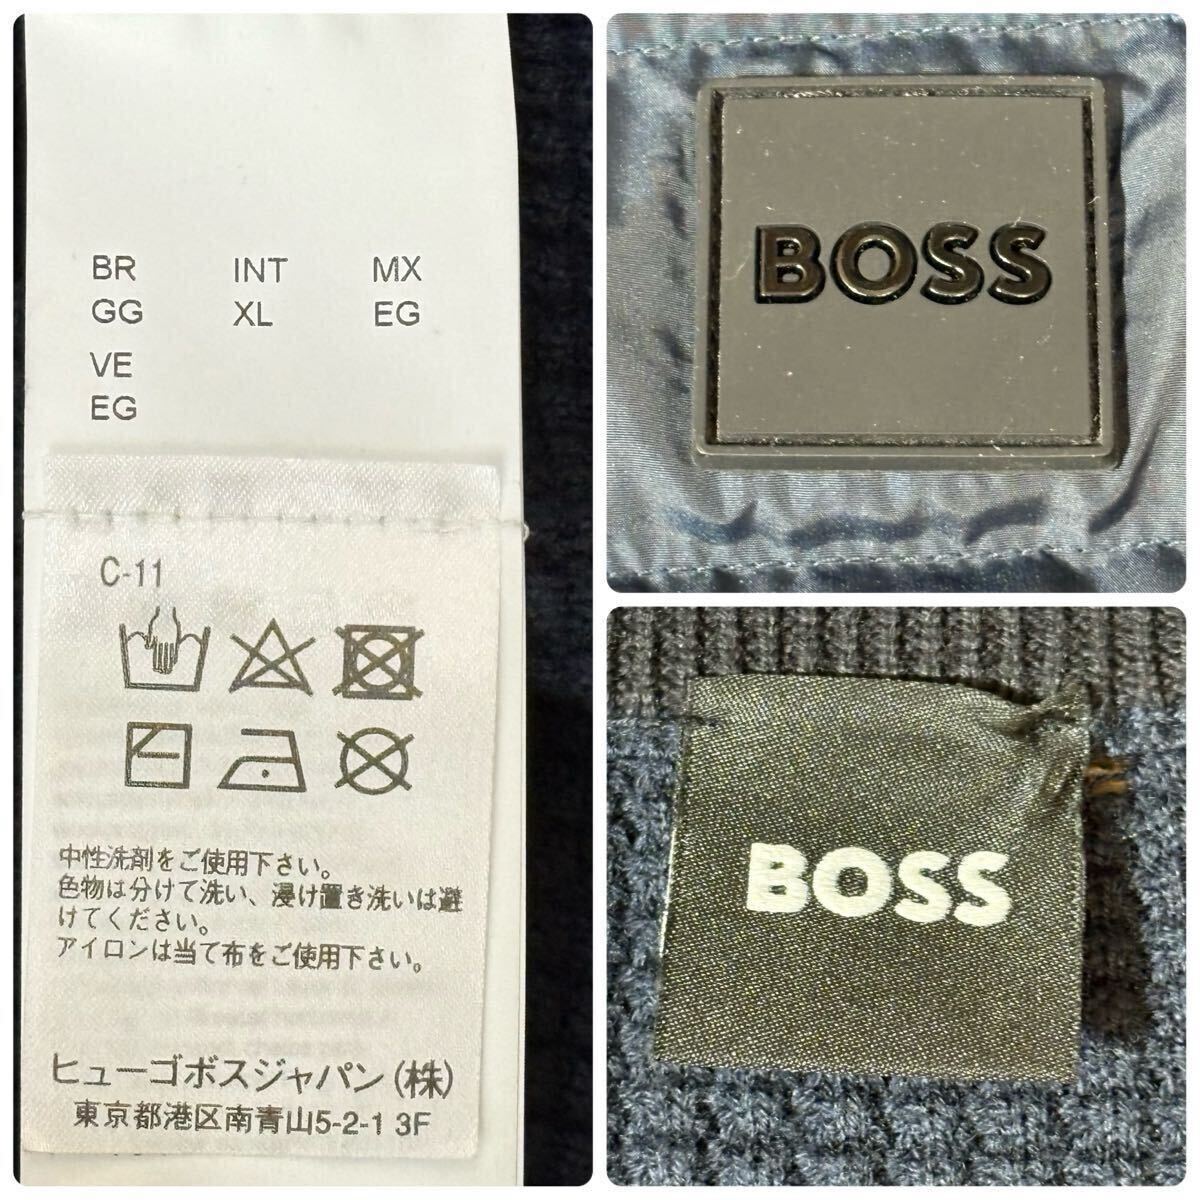 BR INT MX
GG XL EG
VE
EG
C-11
中性洗剤をご使用下さい。
色物は分けて洗い、浸け置き洗いは避
けてください。
アイロンは当て布をご使用下さい。
ヒューゴボスジャパン(株)
東京都港区南青山5-2-1 3F
BOSS
BOSS